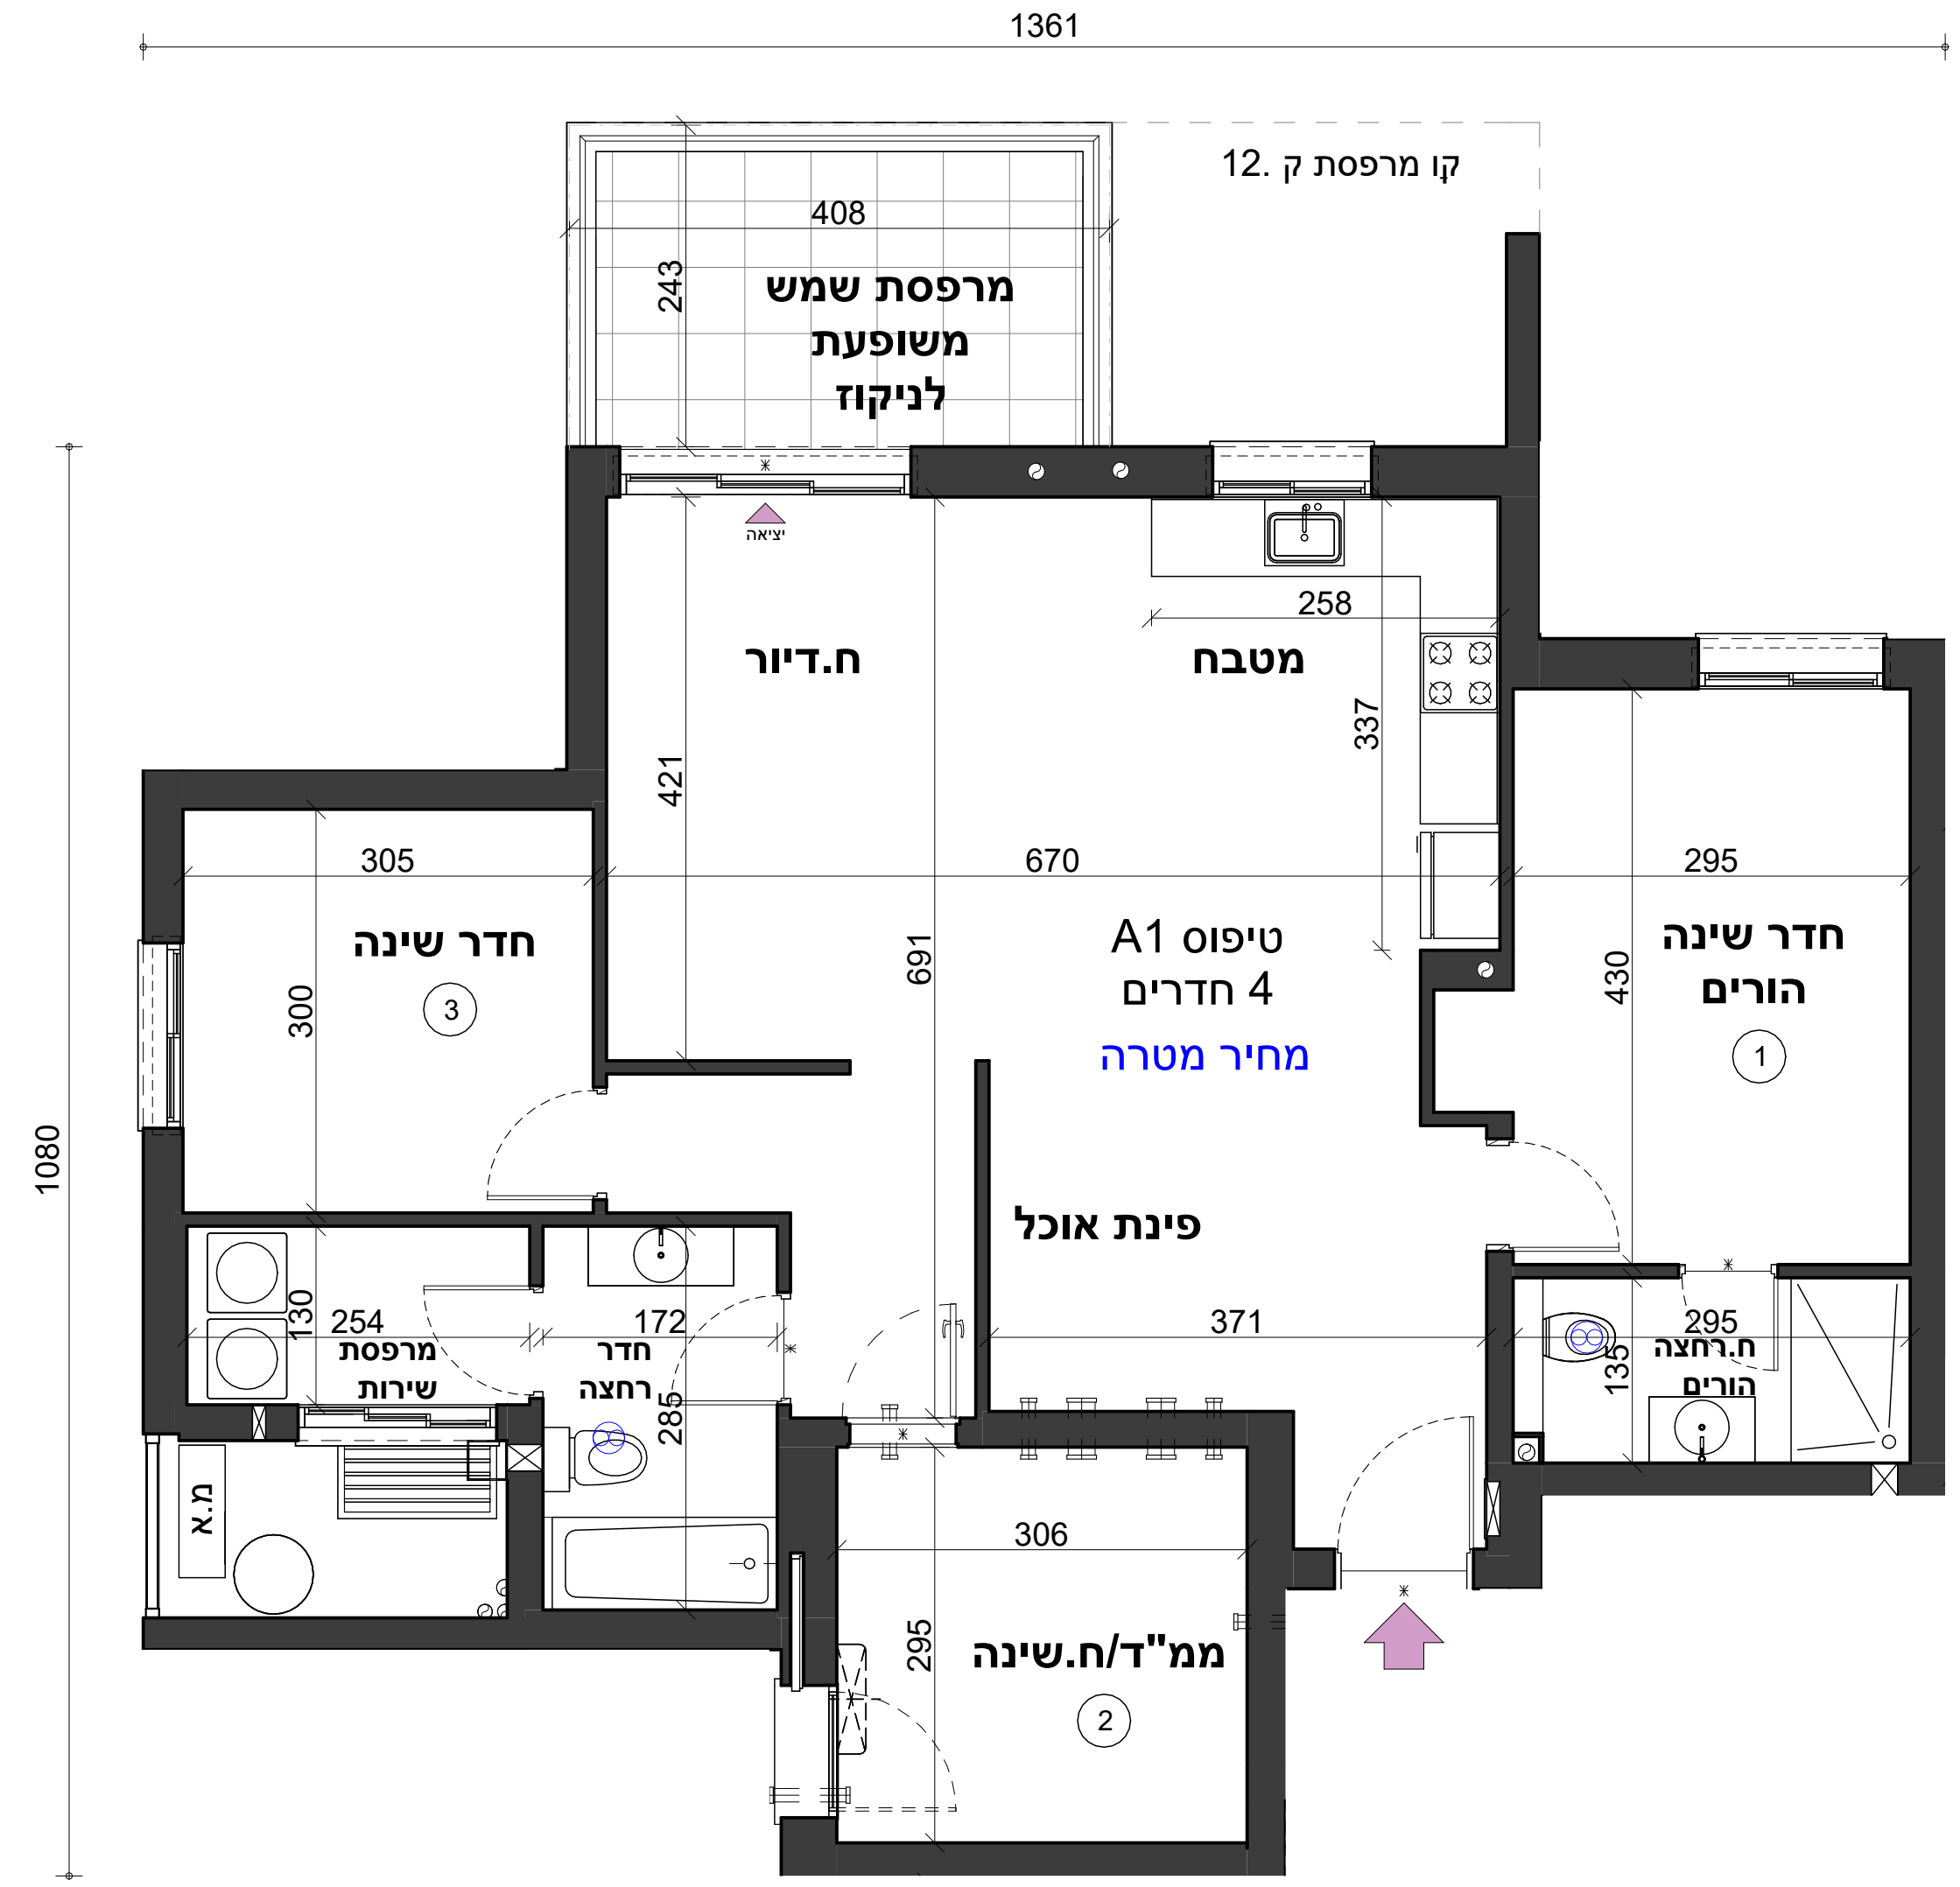 1361
קו מרפסת ק .12
408
243
מרפסת שמש
משופעת
לניקוז
יציאה
258
ח.דיור
מטבח
337
421
305
670
295
חדר שינה
3
300
691
טיפוס A1
4 חדרים
מחיר מטרה
430
חדר שינה
הורים
1
1080
פינת אוכל
130
254
מרפסת
שירות
172
חדר
רחצה
285
371
295
135
ח.רחצה
הורים
מ.א
306
295
ממ"ד/ח.שינה
2